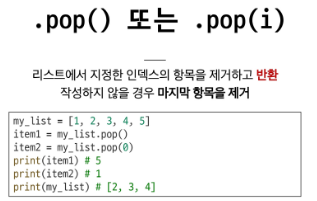 .pop() 또는 .pop(i)
리스트에서 지정한 인덱스의 항목을 제거하고 반환
작성하지 않을 경우 마지막 항목을 제거
my_list = [1, 2, 3, 4, 5]
item1 = my_list.pop()
item2 = my_list.pop(0)
print(item1) # 5
print(item2) # 1
print(my_list) # [2, 3, 4]